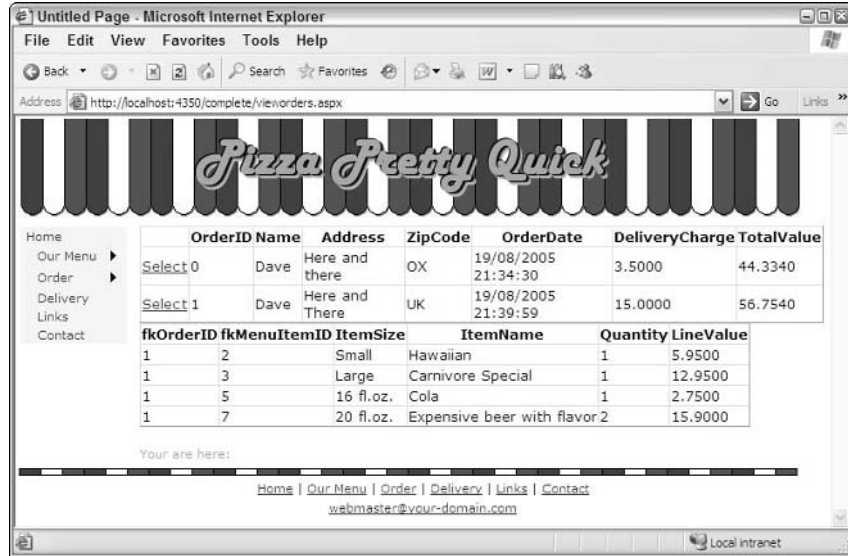 Untitled Page - Microsoft Internet Explorer
File Edit View Favorites Tools Help
Back Search Favorites
Address http://localhost:4350/complete/vieworders.aspx Go Links »
Pizza Pretty Quick
Home
Our Menu
Order
Delivery
Links
Contact
OrderID Name Address ZipCode OrderDate DeliveryCharge TotalValue
Select 0 Dave Here and there OX 19/08/2005 21:34:30 3.5000 44.3340
Select 1 Dave Here and There UK 19/08/2005 21:39:59 15.0000 56.7540
fkOrderID fkMenuItemID ItemSize ItemName Quantity LineValue
1 2 Small Hawaiian 1 5.9500
1 3 Large Carnivore Special 1 12.9500
1 5 16 fl.oz. Cola 1 2.7500
1 7 20 fl.oz. Expensive beer with flavor 2 15.9000
Your are here:
Home | Our Menu | Order | Delivery | Links | Contact
webmaster@your-domain.com
Local intranet